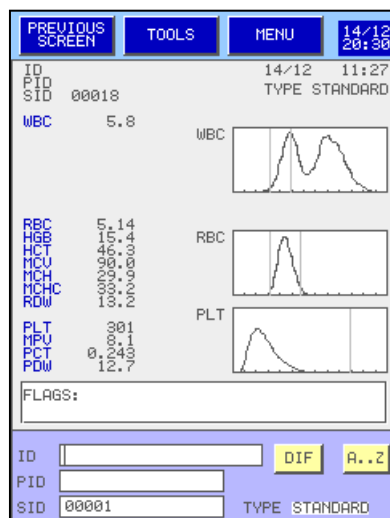 PREVIOUS SCREEN TOOLS MENU 14/12 20:30
ID 14/12 11:27
PID TYPE STANDARD
SID 00018
WBC 5.8 WBC
RBC 5.14 RBC
HGB 15.4
HCT 46.3
MCV 90.0
MCH 29.9
MCHC 33.2
RDW 13.2
PLT 301 PLT
MPV 8.1
PCT 0.243
PDW 12.7
FLAGS:
ID DIF A..Z
PID
SID 00001 TYPE STANDARD